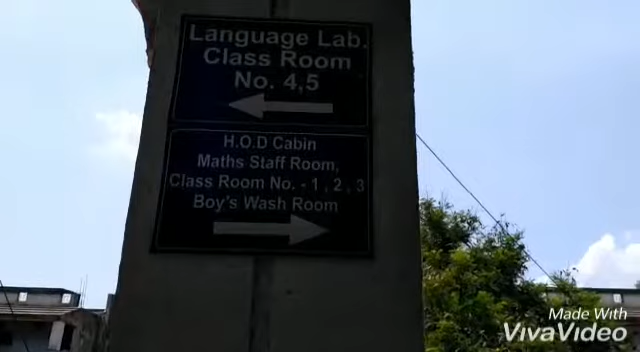 Language Lab.
Class Room
No. 4,5
H.O.D Cabin
Maths Staff Room,
Class Room No. - 1 , 2 , 3
Boy's Wash Room
Made With
VivaVideo